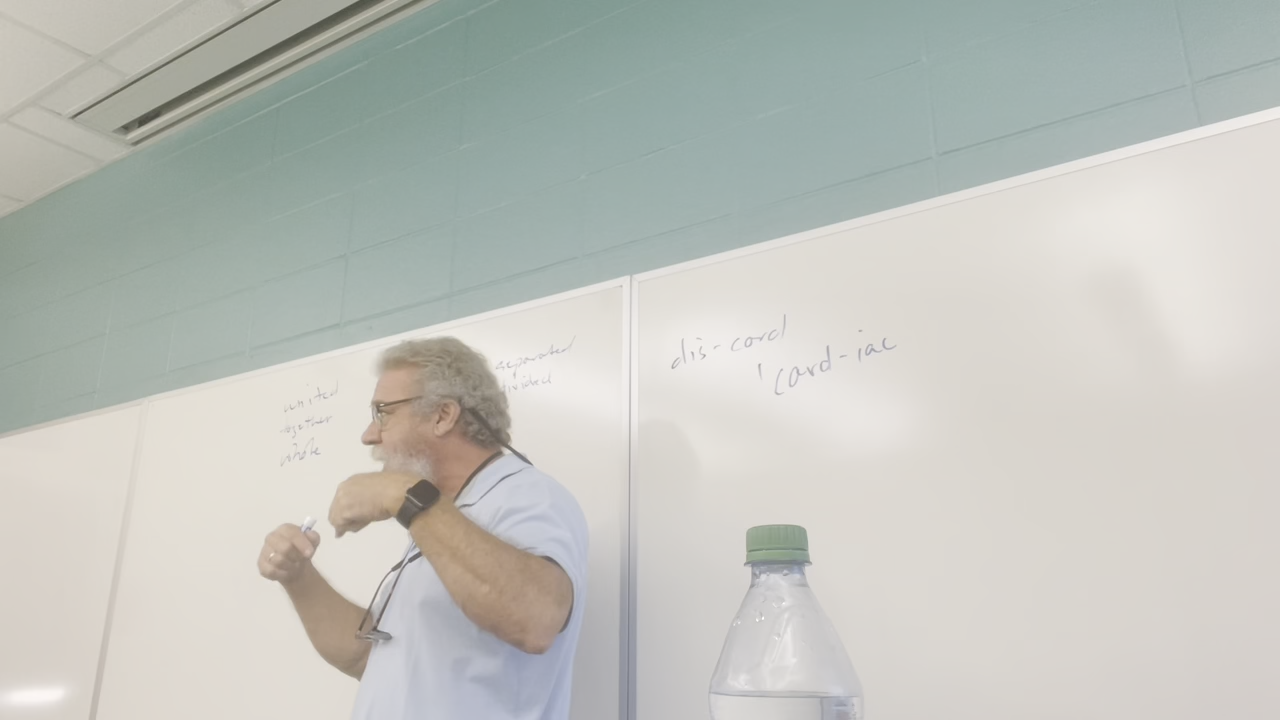 united
together
whole
separated
divided
dis-cord
'card-iac